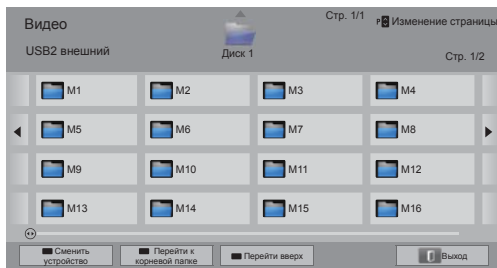 Видео
Стр. 1/1
P Изменение страницы
USB2 внешний
Диск 1
Стр. 1/2
M1 M2 M3 M4
M5 M6 M7 M8
M9 M10 M11 M12
M13 M14 M15 M16
Сменить устройство
Перейти к корневой папке
Перейти вверх
Выход